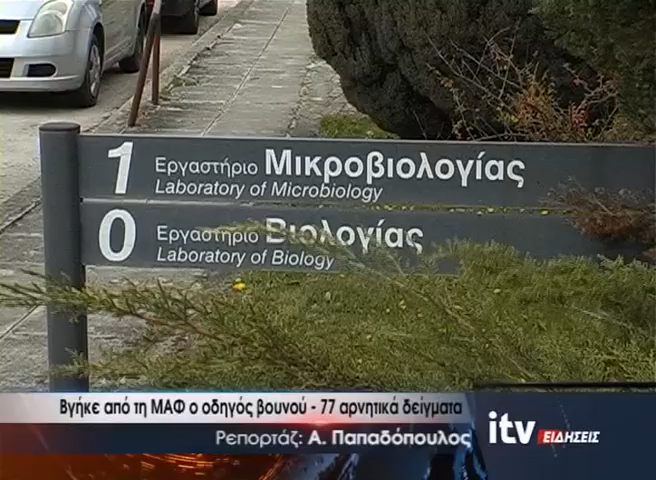 1 Εργαστήριο Μικροβιολογίας
Laboratory of Microbiology
0 Εργαστήριο Βιολογίας
Laboratory of Biology
Βγήκε από τη ΜΑΦ ο οδηγός βουνού - 77 αρνητικά δείγματα
Ρεπορτάζ: Α. Παπαδόπουλος
itv ΕΙΔΗΣΕΙΣ